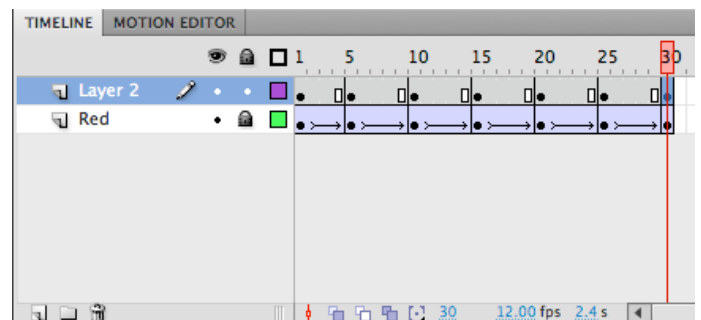 TIMELINE MOTION EDITOR
1 5 10 15 20 25 30
Layer 2
Red
30 12.00 fps 2.4 s